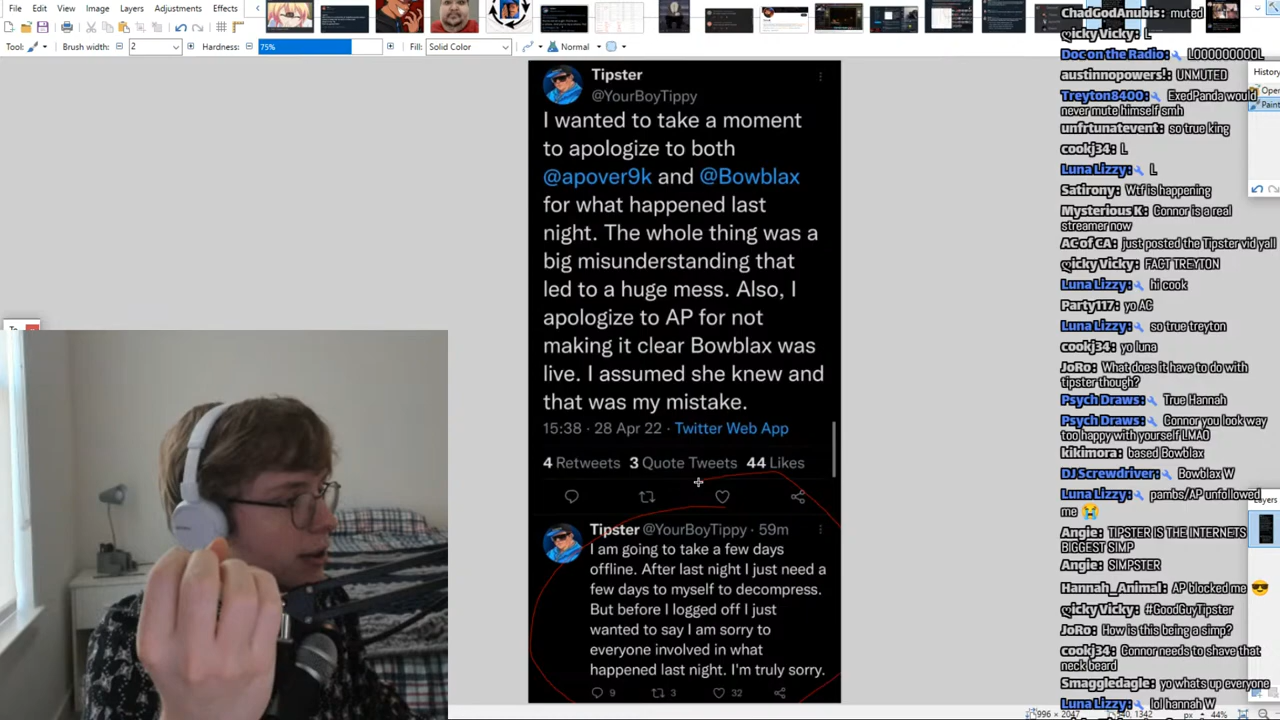 File
Edit
View
Image
Adjustments
Effects
Tool:
Brush width:
2
Hardness:
75%
Fill:
Solid Color
Normal
Tipster
@YourBoyTippy
I wanted to take a moment
to apologize to both
@apover9k and @Bowblax
for what happened last
night. The whole thing was a
big misunderstanding that
led to a huge mess. Also, I
apologize to AP for not
making it clear Bowblax was
live. I assumed she knew and
that was my mistake.
15:38 · 28 Apr 22 · Twitter Web App
4 Retweets 3 Quote Tweets 44 Likes
Tipster @YourBoyTippy · 59m
I am going to take a few days
offline. After last night I just need a
few days to myself to decompress.
But before I logged off I just
wanted to say I am sorry to
everyone involved in what
happened last night. I'm truly sorry.
9 3 32
ChadGodAnubis: muted
Vicky: L
Doc on the Radio: LOOOOOOOOL
austinnopowers!: UNMUTED
Treyton8400: ExedPanda would
never mute himself smh
unfrtunatevent: so true king
cookj34: L
Luna Lizzy: L
Satirony: Wtf is happening
Mysterious K: Connor is a real
streamer now
AC of CA: just posted the Tipster vid yall
Vicky: FACT TREYTON
Luna Lizzy: hi cook
Party117: yo AC
Luna Lizzy: so true treyton
cookj34: yo luna
JoRo: What does it have to do with
tipster though?
Psych Draws: True Hannah
Psych Draws: Connor you look way
too happy with yourself LMAO
kikimora: based Bowblax
DJ Screwdriver: Bowblax W
Luna Lizzy: pambs/AP unfollowed
me 😭
Angie: TIPSTER IS THE INTERNETS
BIGGEST SIMP
Angie: SIMPSTER
Hannah_Animal: AP blocked me 😎
Vicky: #GoodGuyTipster
JoRo: How is this being a simp?
cookj34: Connor needs to shave that
neck beard
Smaggledagle: yo whats up everyone
Luna Lizzy: lol hannah W
History
Layers
996 × 2047
px
44%